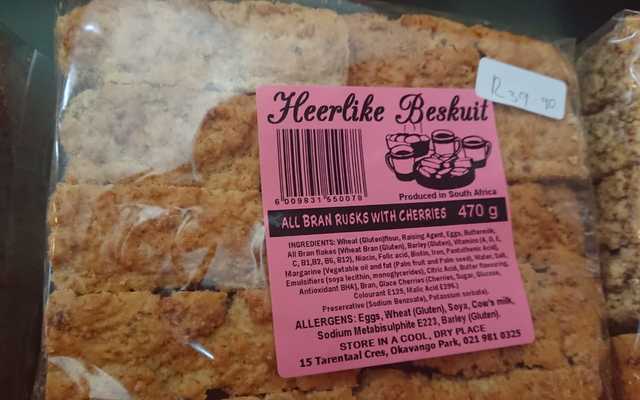 Heerlike Beskuit
R39.90
6 009831 550078
Produced in South Africa
ALL BRAN RUSKS WITH CHERRIES 470 g
INGREDIENTS: Wheat (Gluten)flour, Raising Agent, Eggs, Buttermilk,
All Bran flakes [Wheat Bran (Gluten), Barley (Gluten), Vitamins (A, D, E,
C, B1,B2, B6, B12), Niacin, Folic acid, Biotin, Iron, Pantothenic Acid],
Margarine [Vegetable oil and fat (Palm fruit and Palm seed), Water, Salt,
Emulsifiers (soya lecithin, monoglycerides), Citric Acid, Butter flavouring,
Antioxidant BHA], Bran, Glace Cherries (Cherries, Sugar, Glucose,
Colourant E125, Malic Acid E296.)
Preservative (Sodium Benzoate), Potassium sorbate).
ALLERGENS: Eggs, Wheat (Gluten), Soya, Cow's milk,
Sodium Metabisulphite E223, Barley (Gluten).
STORE IN A COOL, DRY PLACE
15 Tarentaal Cres, Okavango Park, 021 981 0325